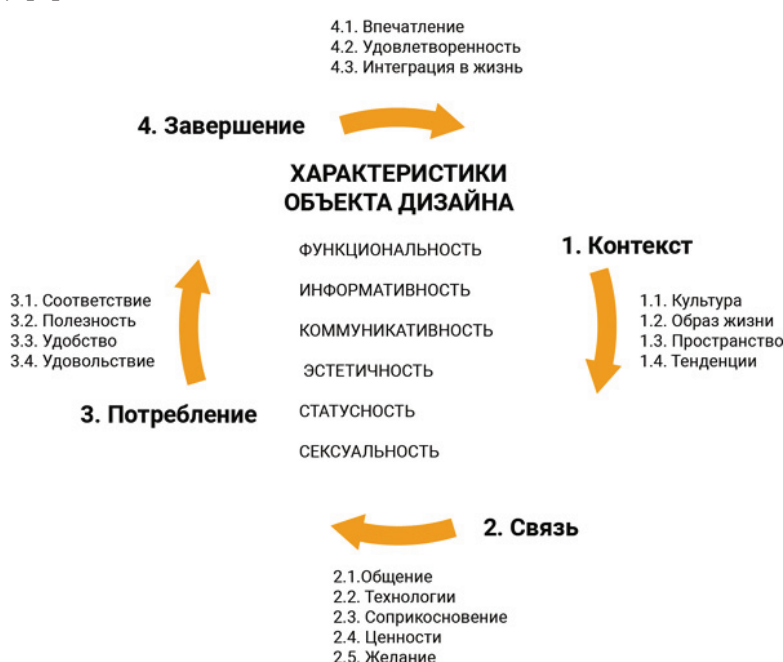 4.1. Впечатление
4.2. Удовлетворенность
4.3. Интеграция в жизнь
4. Завершение
ХАРАКТЕРИСТИКИ
ОБЪЕКТА ДИЗАЙНА
ФУНКЦИОНАЛЬНОСТЬ
ИНФОРМАТИВНОСТЬ
КОММУНИКАТИВНОСТЬ
ЭСТЕТИЧНОСТЬ
СТАТУСНОСТЬ
СЕКСУАЛЬНОСТЬ
1. Контекст
1.1. Культура
1.2. Образ жизни
1.3. Пространство
1.4. Тенденции
3.1. Соответствие
3.2. Полезность
3.3. Удобство
3.4. Удовольствие
3. Потребление
2. Связь
2.1.Общение
2.2. Технологии
2.3. Соприкосновение
2.4. Ценности
2.5. Желание